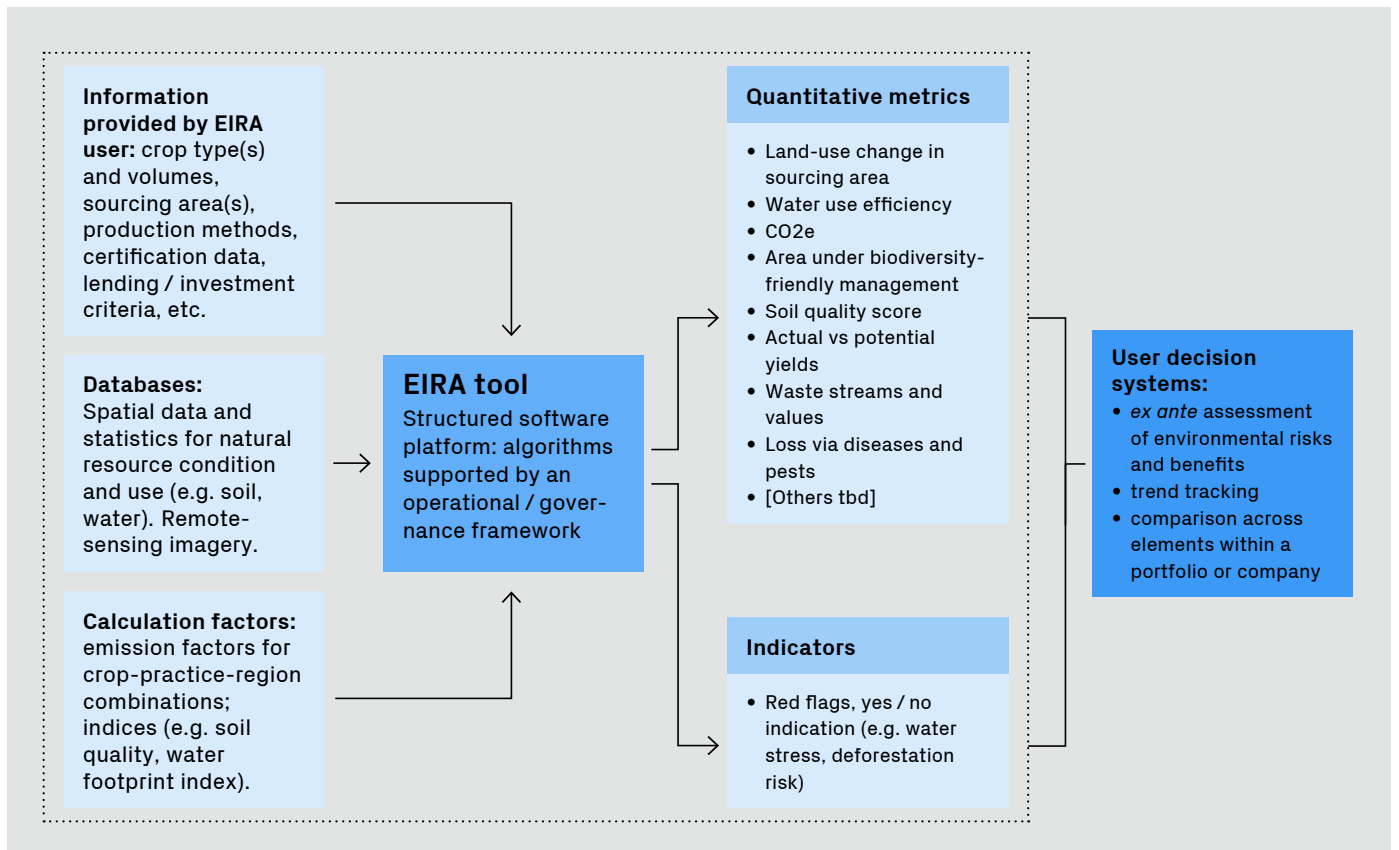 Information
provided by EIRA
user: crop type(s)
and volumes,
sourcing area(s),
production methods,
certification data,
lending / investment
criteria, etc.
Databases:
Spatial data and
statistics for natural
resource condition
and use (e.g. soil,
water). Remote-
sensing imagery.
Calculation factors:
emission factors for
crop-practice-region
combinations;
indices (e.g. soil
quality, water
footprint index).
EIRA tool
Structured software
platform: algorithms
supported by an
operational / gover-
nance framework
Quantitative metrics
• Land-use change in
sourcing area
• Water use efficiency
• CO2e
• Area under biodiversity-
friendly management
• Soil quality score
• Actual vs potential
yields
• Waste streams and
values
• Loss via diseases and
pests
• [Others tbd]
Indicators
• Red flags, yes / no
indication (e.g. water
stress, deforestation
risk)
User decision
systems:
• ex ante assessment
of environmental risks
and benefits
• trend tracking
• comparison across
elements within a
portfolio or company